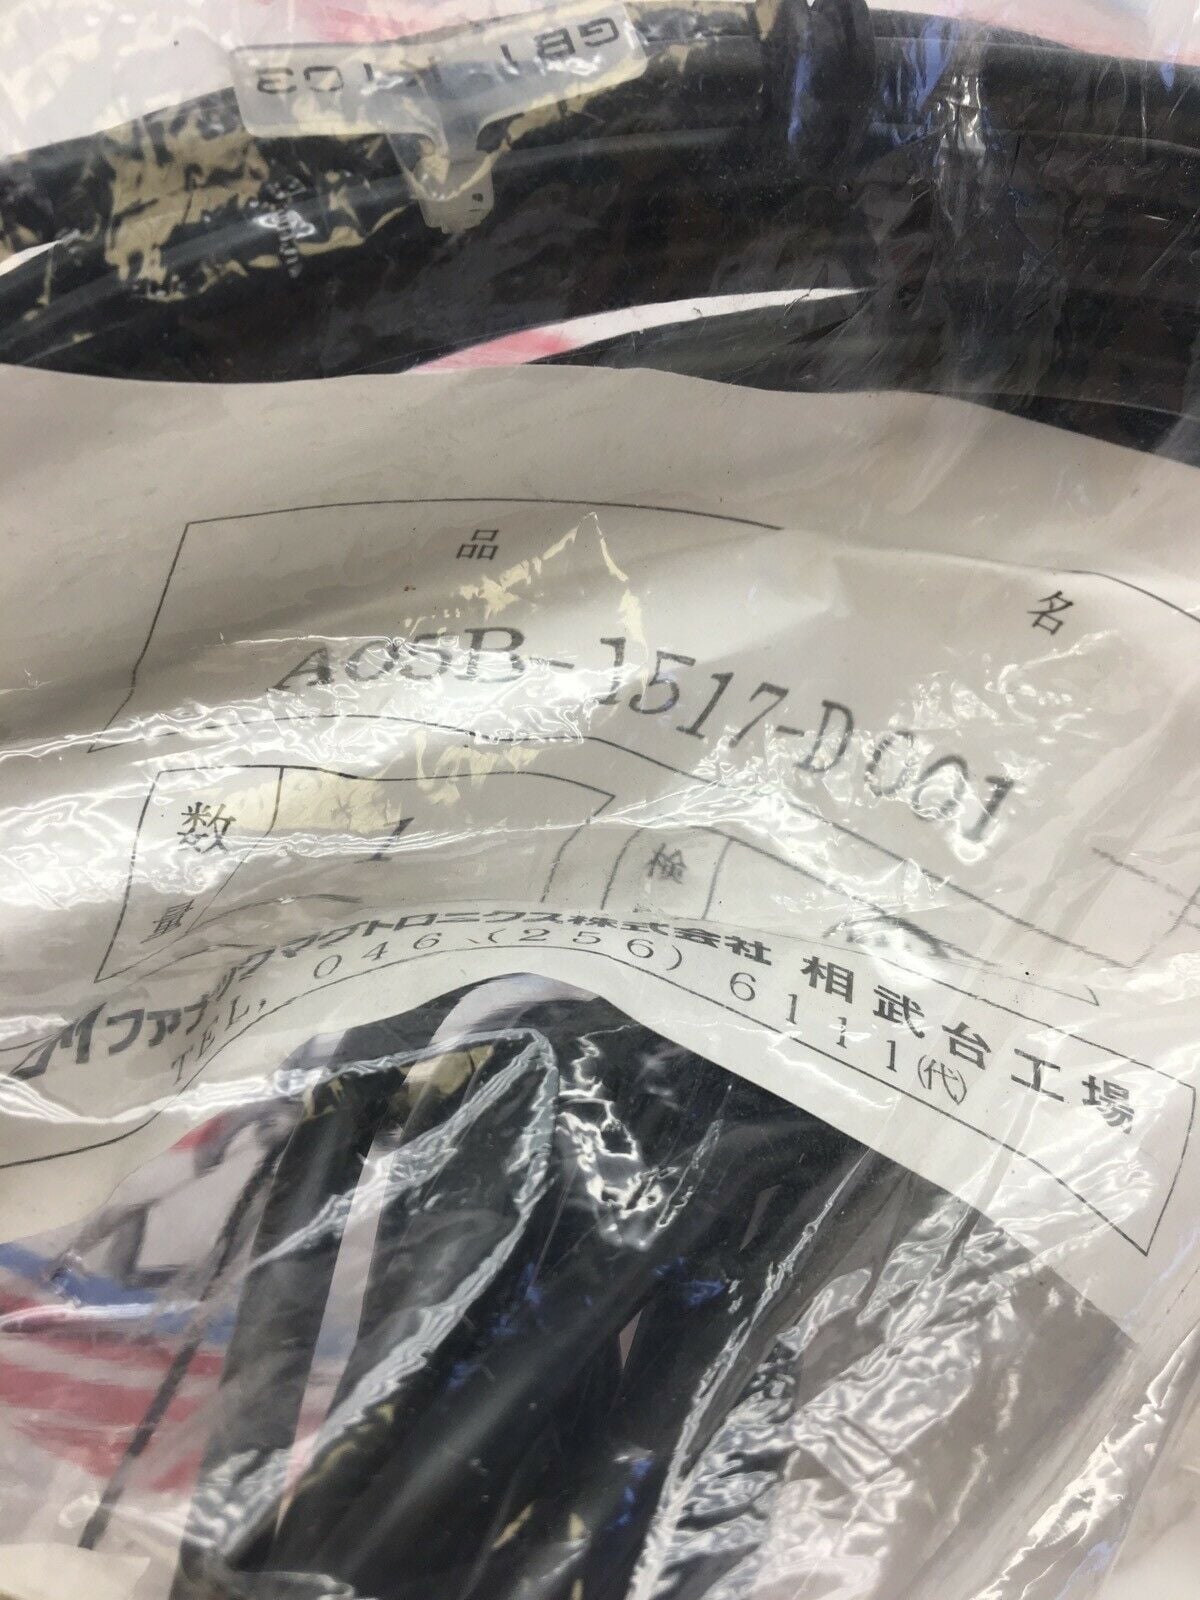 品 名
A05B-1517-D001
数量 1 検
ファナックマグトロニクス株式会社 相武台工場
TEL. 046 (256) 6111(代)